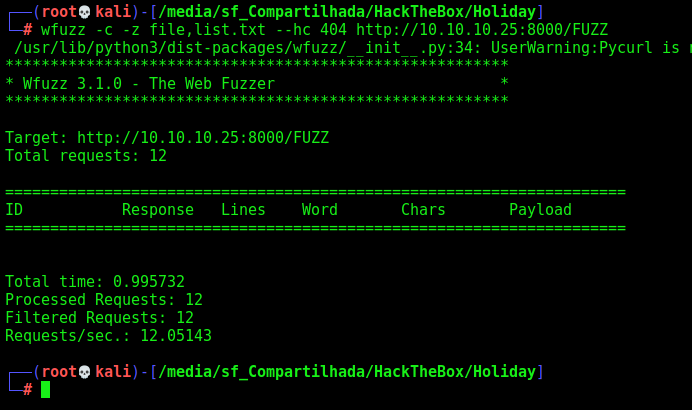 ┌──(root💀kali)-[/media/sf_Compartilhada/HackTheBox/Holiday]
└─# wfuzz -c -z file,list.txt --hc 404 http://10.10.10.25:8000/FUZZ
 /usr/lib/python3/dist-packages/wfuzz/__init__.py:34: UserWarning:Pycurl is
********************************************************
* Wfuzz 3.1.0 - The Web Fuzzer                         *
********************************************************
Target: http://10.10.10.25:8000/FUZZ
Total requests: 12
=====================================================================
ID           Response   Lines    Word       Chars       Payload
=====================================================================
Total time: 0.995732
Processed Requests: 12
Filtered Requests: 12
Requests/sec.: 12.05143
┌──(root💀kali)-[/media/sf_Compartilhada/HackTheBox/Holiday]
└─#